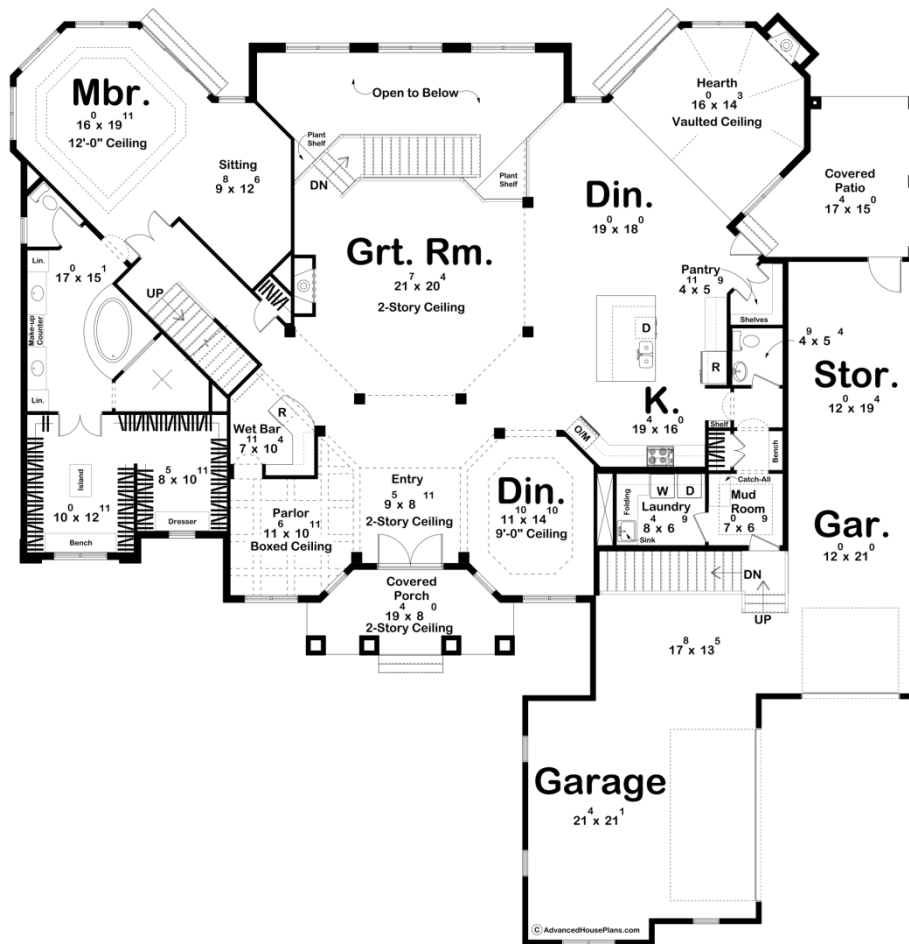 Mbr.
16⁰ x 19¹¹
12'-0" Ceiling
Sitting
9⁸ x 12⁶
Open to Below
Plant
Shelf
DN
Plant
Shelf
Hearth
16⁰ x 14³
Vaulted Ceiling
Covered
Patio
17⁴ x 15⁰
Din.
19⁰ x 18⁰
Grt. Rm.
21⁷ x 20⁴
2-Story Ceiling
Lin.
17⁰ x 15¹
Make-up
Counter
Lin.
UP
Pantry
4¹¹ x 5⁹
Shelves
D
R
4⁹ x 5⁴
Stor.
12⁰ x 19⁴
K.
19⁴ x 16⁰
O/M
Shelf
Bench
Catch-All
Wet Bar
7¹¹ x 10⁴
R
Island
10⁰ x 12¹¹
Bench
8⁵ x 10¹¹
Dresser
Parlor
11⁶ x 10¹¹
Boxed Ceiling
Entry
9⁵ x 8¹¹
2-Story Ceiling
Din.
11¹⁰ x 14¹⁰
9'-0" Ceiling
Folding
W
D
Laundry
8⁴ x 6⁹
Sink
Mud
Room
7⁰ x 6⁹
Gar.
12⁰ x 21⁰
Covered
Porch
19⁴ x 8⁰
2-Story Ceiling
DN
UP
17⁸ x 13⁵
Garage
21⁴ x 21¹
© AdvancedHousePlans.com